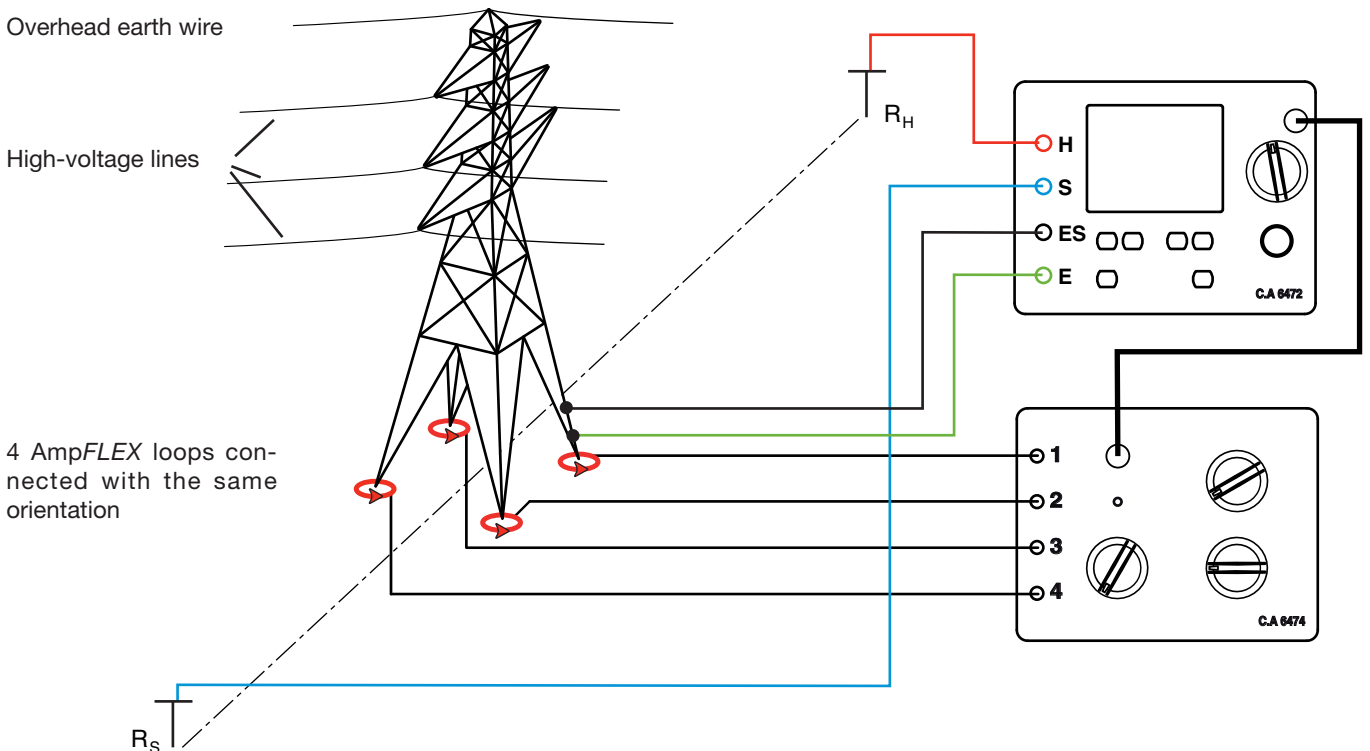 Overhead earth wire
High-voltage lines
4 AmpFLEX loops con-
nected with the same
orientation
R_H
R_S
H
S
ES
E
C.A 6472
1
2
3
4
C.A 6474